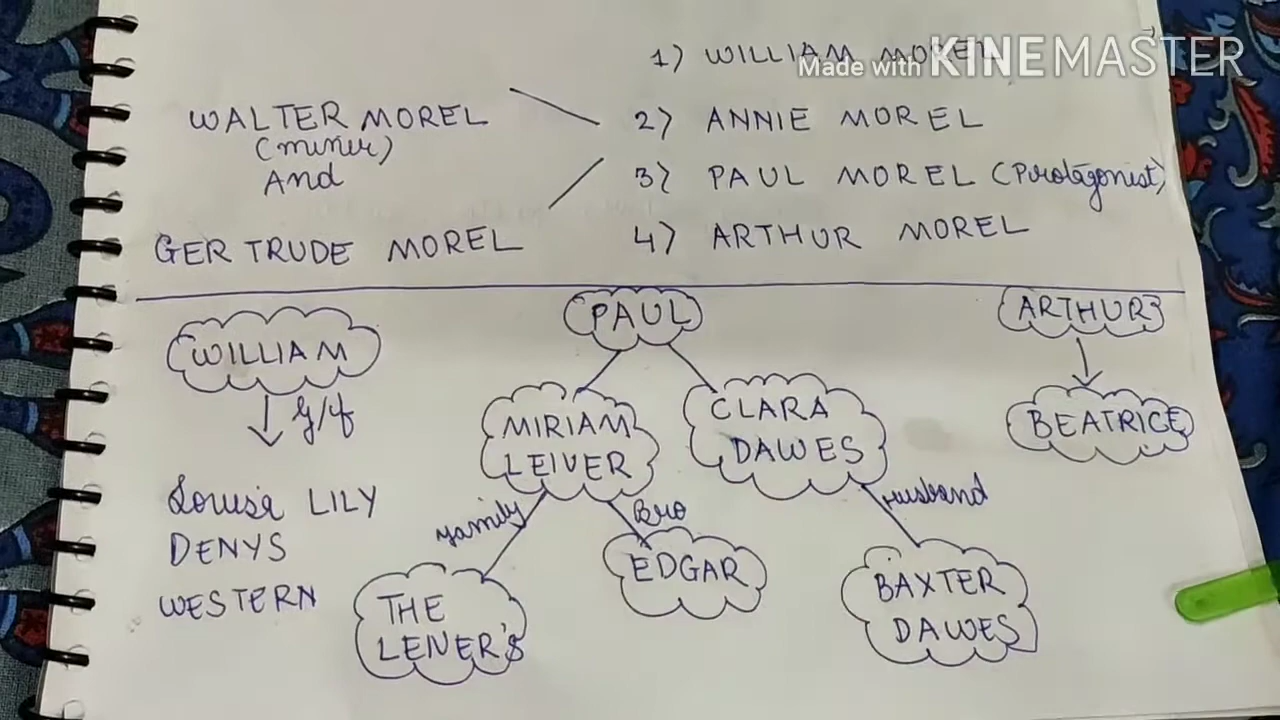 1) WILLIAM MOREL
Made with KINEMASTER
WALTER MOREL
(miner)
And
GERTRUDE MOREL
2) ANNIE MOREL
3) PAUL MOREL (Protagonist)
4) ARTHUR MOREL
WILLIAM
g/f
Louisa LILY
DENYS
WESTERN
PAUL
MIRIAM
LEIVER
family
THE
LEIVER'S
Bro
EDGAR
CLARA
DAWES
Husband
BAXTER
DAWES
ARTHUR
BEATRICE